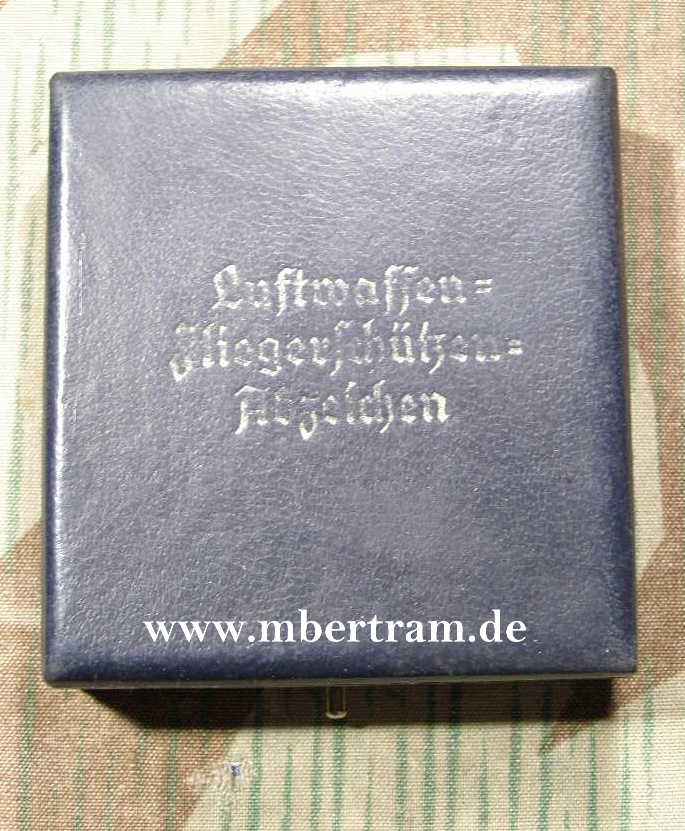 Luftwaffen=
Fliegerschützen=
Abzeichen
www.mbertram.de